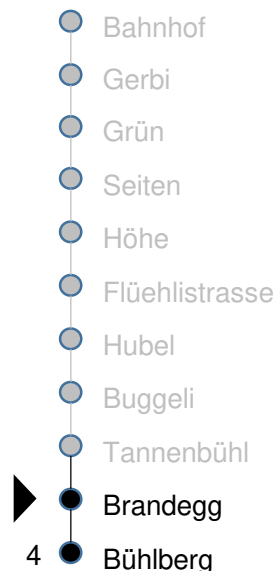 Bahnhof
Gerbi
Grün
Seiten
Höhe
Flüehlistrasse
Hubel
Buggeli
Tannenbühl
Brandegg
4 Bühlberg